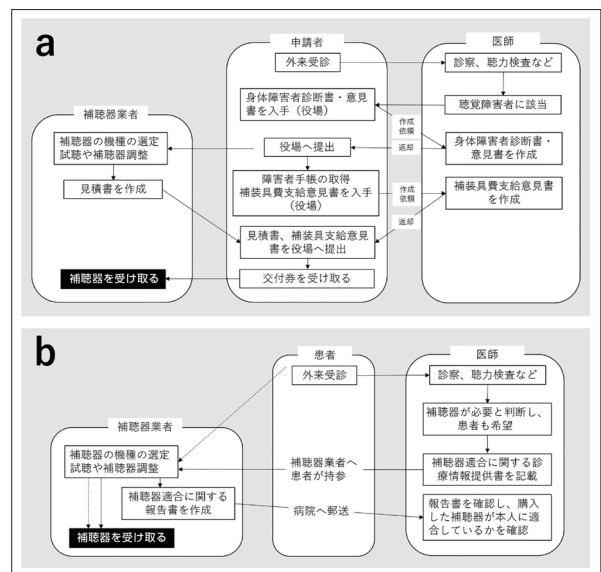 a
申請者
外来受診
身体障害者診断書・意見書
を入手（役場）
役場へ提出
障害者手帳の取得
補装具費支給意見書を入手
（役場）
見積書、補装具支給意見
書を役場へ提出
交付券を受け取る
医師
診察、聴力検査など
聴覚障害者に該当
身体障害者診断書・
意見書を作成
補装具費支給意見書
を作成
作成
依頼
返却
作成
依頼
返却
補聴器業者
補聴器の機種の選定
試聴や補聴器調整
見積書を作成
補聴器を受け取る
b
患者
外来受診
補聴器業者へ
患者が持参
病院へ郵送
医師
診察、聴力検査など
補聴器が必要と判断し、
患者も希望
補聴器適合に関する診
療情報提供書を記載
報告書を確認し、購入
した補聴器が本人に適
合しているかを確認
補聴器業者
補聴器の機種の選定
試聴や補聴器調整
補聴器適合に関する
報告書を作成
補聴器を受け取る